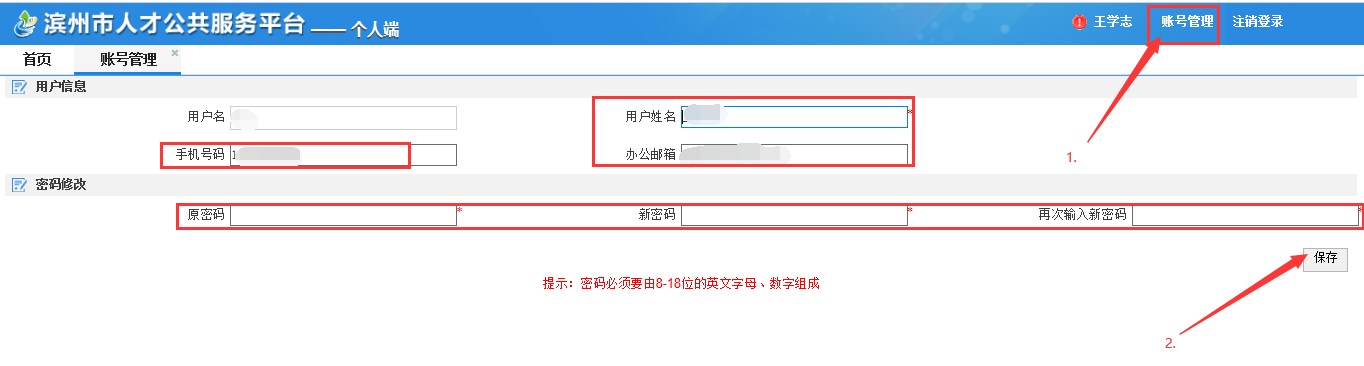 滨州市人才公共服务平台 —— 个人端 王学志 账号管理 注销登录
首页 账号管理
用户信息
用户名 用户姓名 *
手机号码 1 办公邮箱
密码修改
原密码 * 新密码 * 再次输入新密码 *
保存
提示：密码必须要由8-18位的英文字母、数字组成
1.
2.